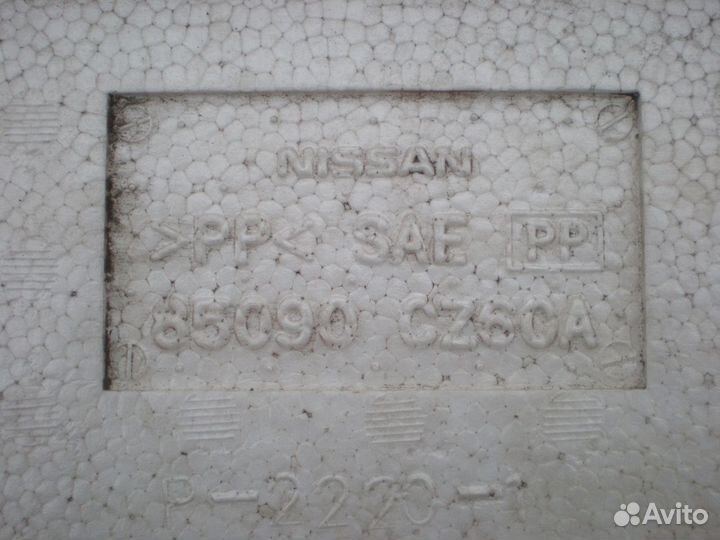 NISSAN
>PP< SAE PP
85090 CZ60A
P-2220-1
Avito